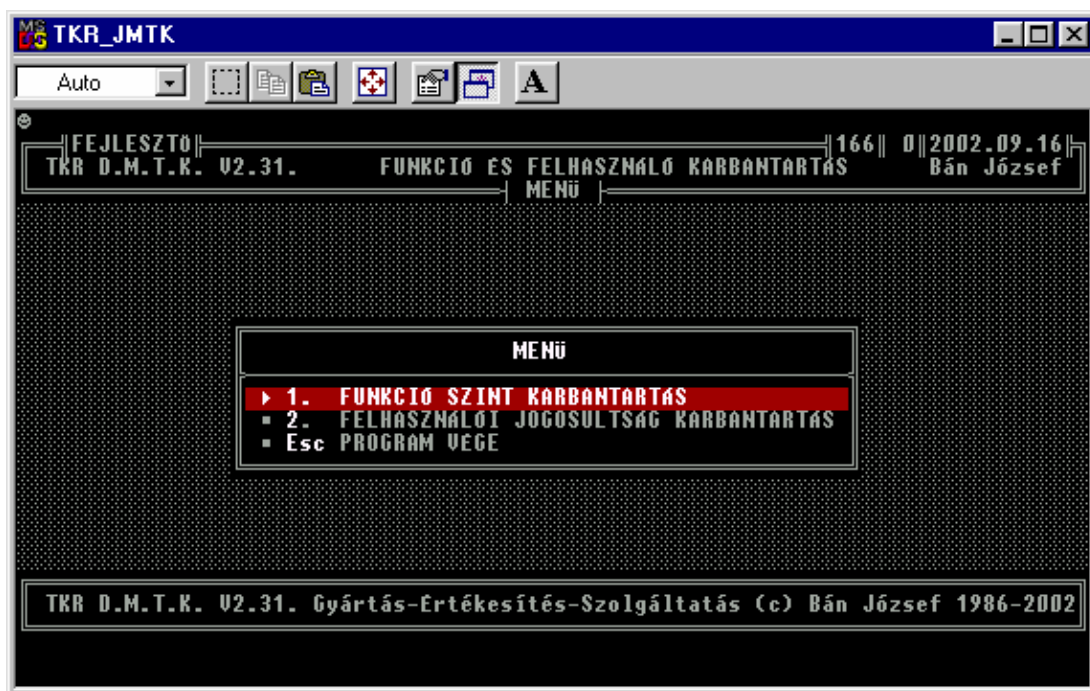 TKR_JMTK
Auto
A
FEJLESZTŐ 166 0 2002.09.16
TKR D.M.T.K. V2.31. FUNKCIÓ ÉS FELHASZNÁLÓ KARBANTARTÁS Bán József
MENÜ
MENÜ
1. FUNKCIÓ SZINT KARBANTARTÁS
2. FELHASZNÁLÓI JOGOSULTSÁG KARBANTARTÁS
Esc PROGRAM VÉGE
TKR D.M.T.K. V2.31. Gyártás-Értékesítés-Szolgáltatás (c) Bán József 1986-2002